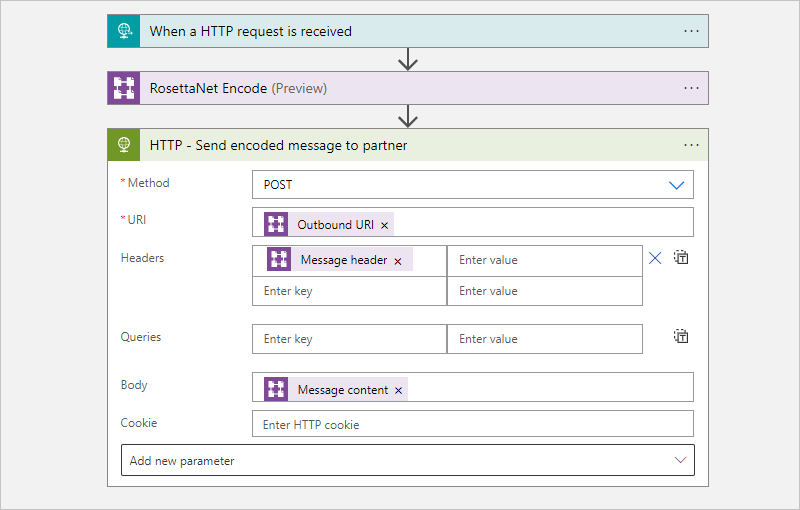 When a HTTP request is received ...
RosettaNet Encode (Preview) ...
HTTP - Send encoded message to partner ...
* Method POST
* URI Outbound URI ×
Headers Message header × Enter value
Enter key Enter value
Queries Enter key Enter value
Body Message content ×
Cookie Enter HTTP cookie
Add new parameter